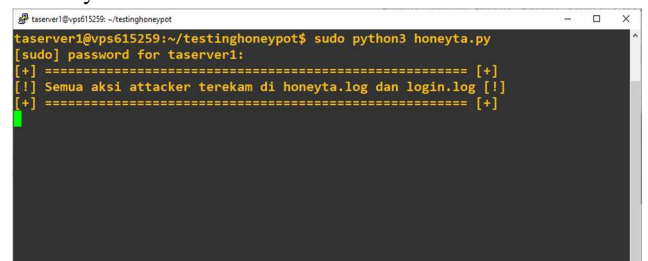 taserver1@vps615259: ~/testinghoneypot
taserver1@vps615259:~/testinghoneypot$ sudo python3 honeyta.py
[sudo] password for taserver1:
[+] ======================================================= [+]
[!] Semua aksi attacker terekam di honeyta.log dan login.log [!]
[+] ======================================================= [+]